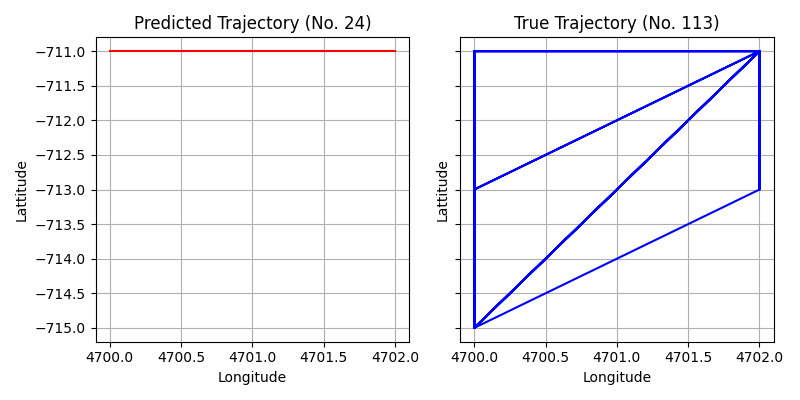 Predicted Trajectory (No. 24)
−711.0
−711.5
−712.0
−712.5
−713.0
−713.5
−714.0
−714.5
−715.0
Lattitude
4700.0 4700.5 4701.0 4701.5 4702.0
Longitude
True Trajectory (No. 113)
Lattitude
4700.0 4700.5 4701.0 4701.5 4702.0
Longitude